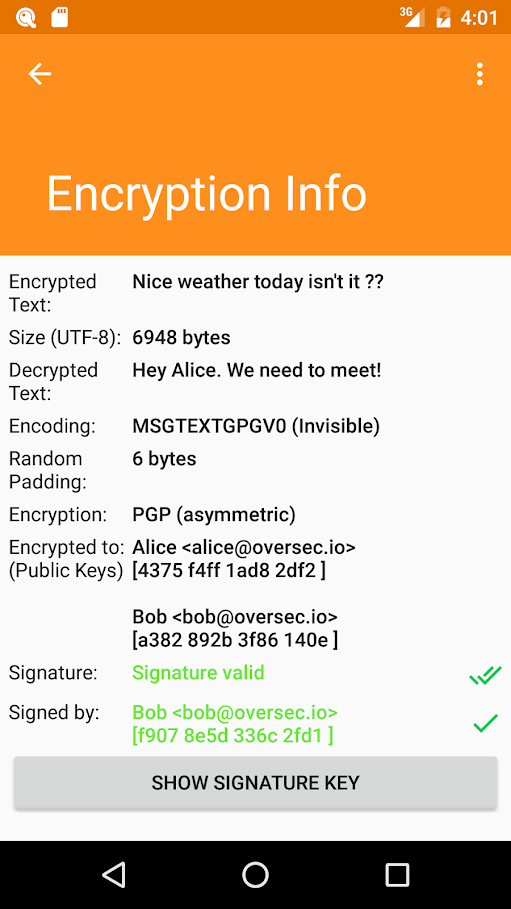 3G 4:01
Encryption Info
Encrypted Text: Nice weather today isn't it ??
Size (UTF-8): 6948 bytes
Decrypted Text: Hey Alice. We need to meet!
Encoding: MSGTEXTGPGV0 (Invisible)
Random Padding: 6 bytes
Encryption: PGP (asymmetric)
Encrypted to: Alice <alice@oversec.io>
(Public Keys) [4375 f4ff 1ad8 2df2 ]
Bob <bob@oversec.io>
[a382 892b 3f86 140e ]
Signature: Signature valid
Signed by: Bob <bob@oversec.io>
[f907 8e5d 336c 2fd1 ]
SHOW SIGNATURE KEY